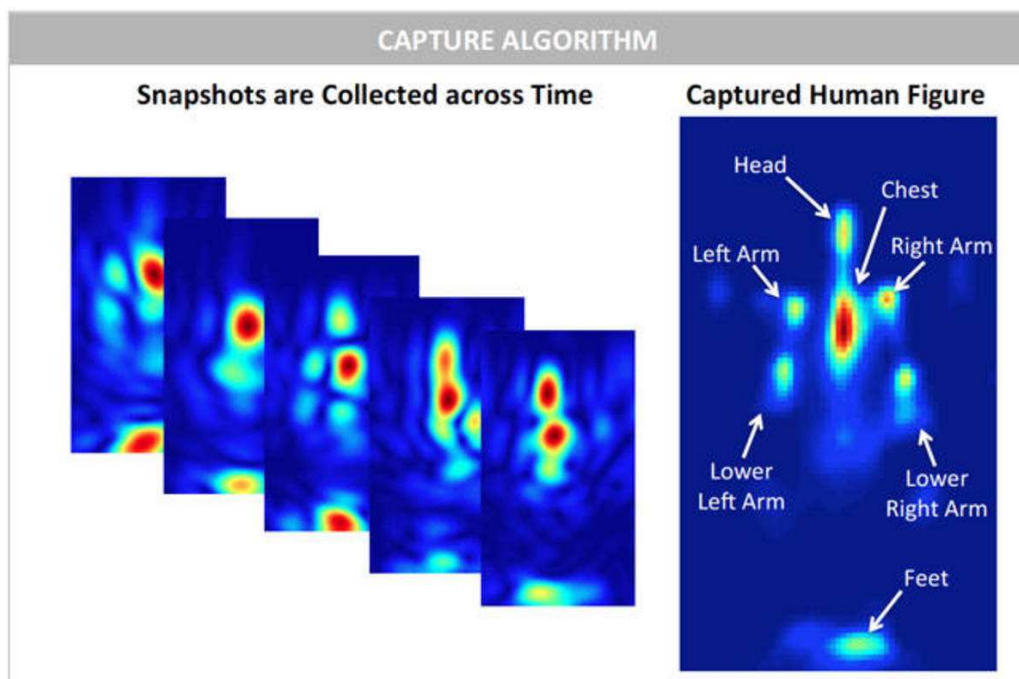 CAPTURE ALGORITHM
Snapshots are Collected across Time
Captured Human Figure
Head
Chest
Left Arm
Right Arm
Lower
Left Arm
Lower
Right Arm
Feet